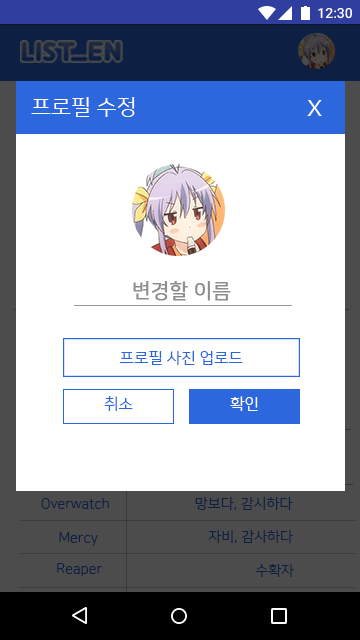 12:30
LIST_EN
프로필 수정 X
변경할 이름
프로필 사진 업로드
취소 확인
Overwatch 망보다, 감시하다
Mercy 자비, 감사하다
Reaper 수확자